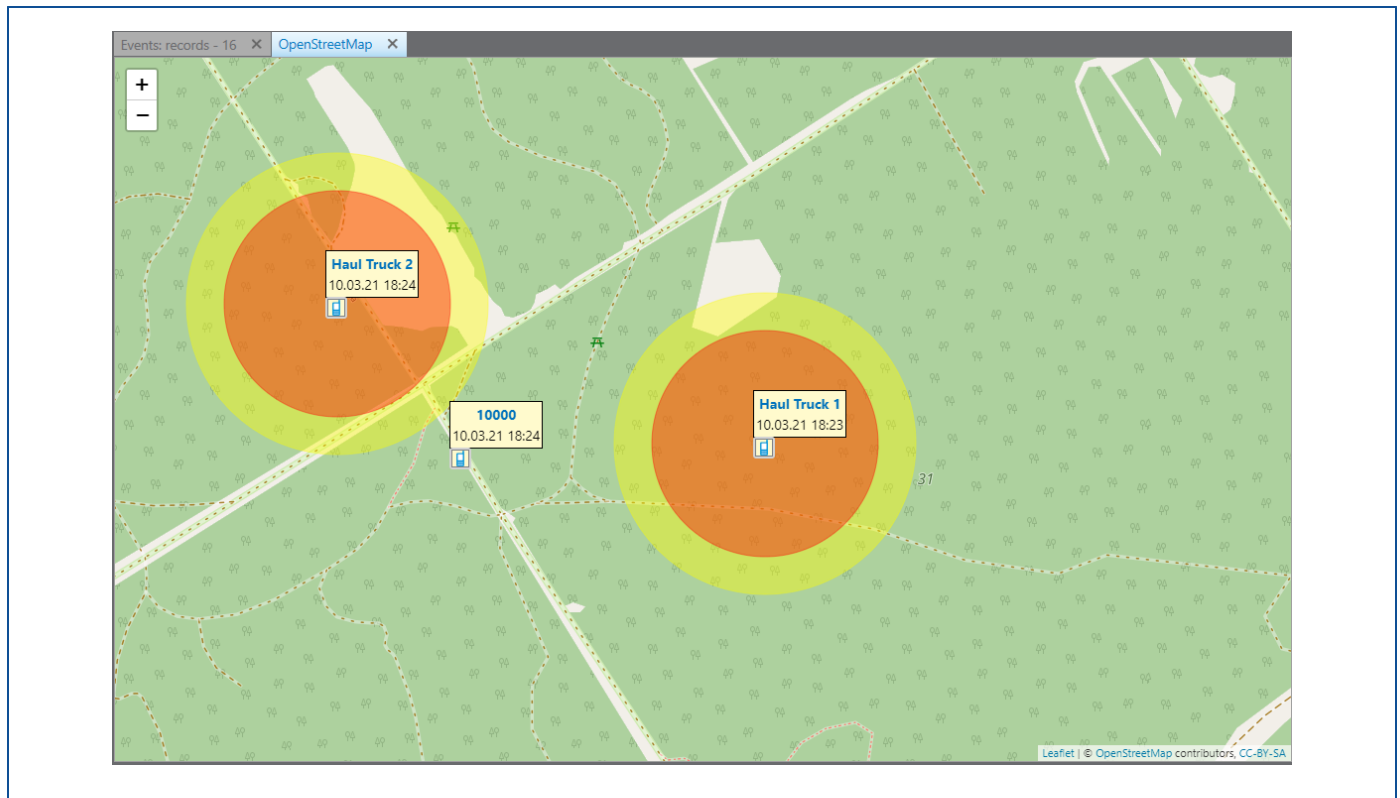 Events: records - 16 ×
OpenStreetMap ×
+
−
Haul Truck 2
10.03.21 18:24
10000
10.03.21 18:24
Haul Truck 1
10.03.21 18:23
31
Leaflet | © OpenStreetMap contributors, CC-BY-SA